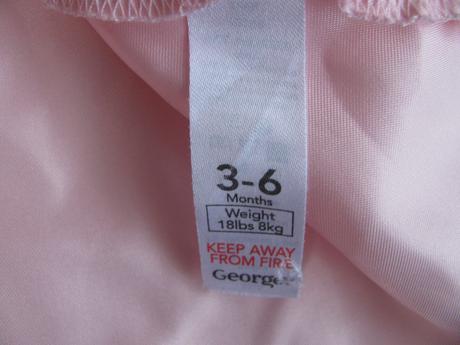 3-6
Months
Weight
18lbs 8kg
KEEP AWAY
FROM FIRE
George.